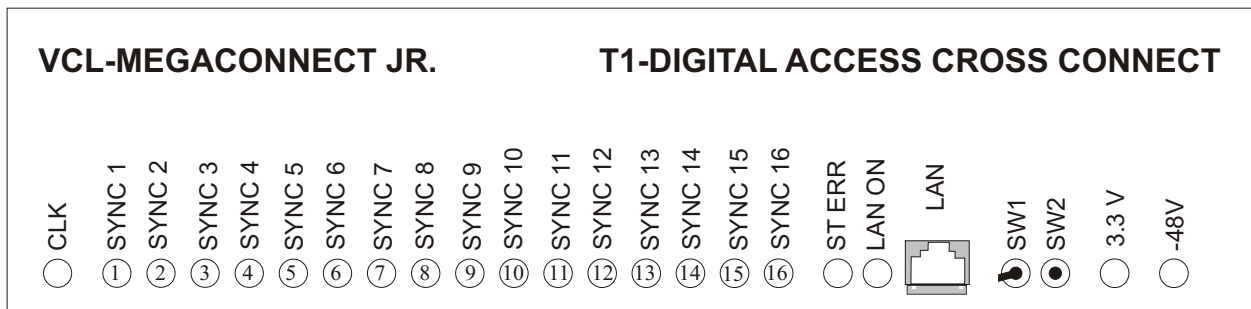 VCL-MEGACONNECT JR. T1-DIGITAL ACCESS CROSS CONNECT
CLK SYNC 1 SYNC 2 SYNC 3 SYNC 4 SYNC 5 SYNC 6 SYNC 7 SYNC 8 SYNC 9 SYNC 10 SYNC 11 SYNC 12 SYNC 13 SYNC 14 SYNC 15 SYNC 16 ST ERR LAN ON LAN SW1 SW2 3.3 V -48V
1 2 3 4 5 6 7 8 9 10 11 12 13 14 15 16